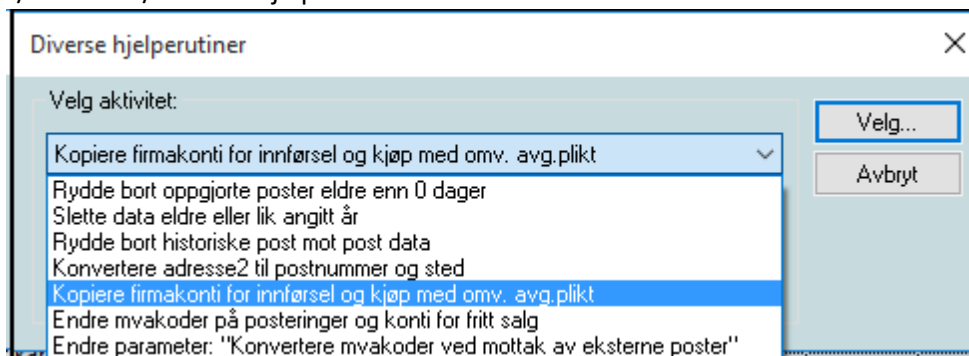 Diverse hjelperutiner
Velg aktivitet:
Velg...
Kopiere firmakonti for innførsel og kjøp med omv. avg.plikt
Avbryt
Rydde bort oppgjorte poster eldre enn 0 dager
Slette data eldre eller lik angitt år
Rydde bort historiske post mot post data
Konvertere adresse2 til postnummer og sted
Kopiere firmakonti for innførsel og kjøp med omv. avg.plikt
Endre mvakoder på posteringer og konti for fritt salg
Endre parameter: "Konvertere mvakoder ved mottak av eksterne poster"